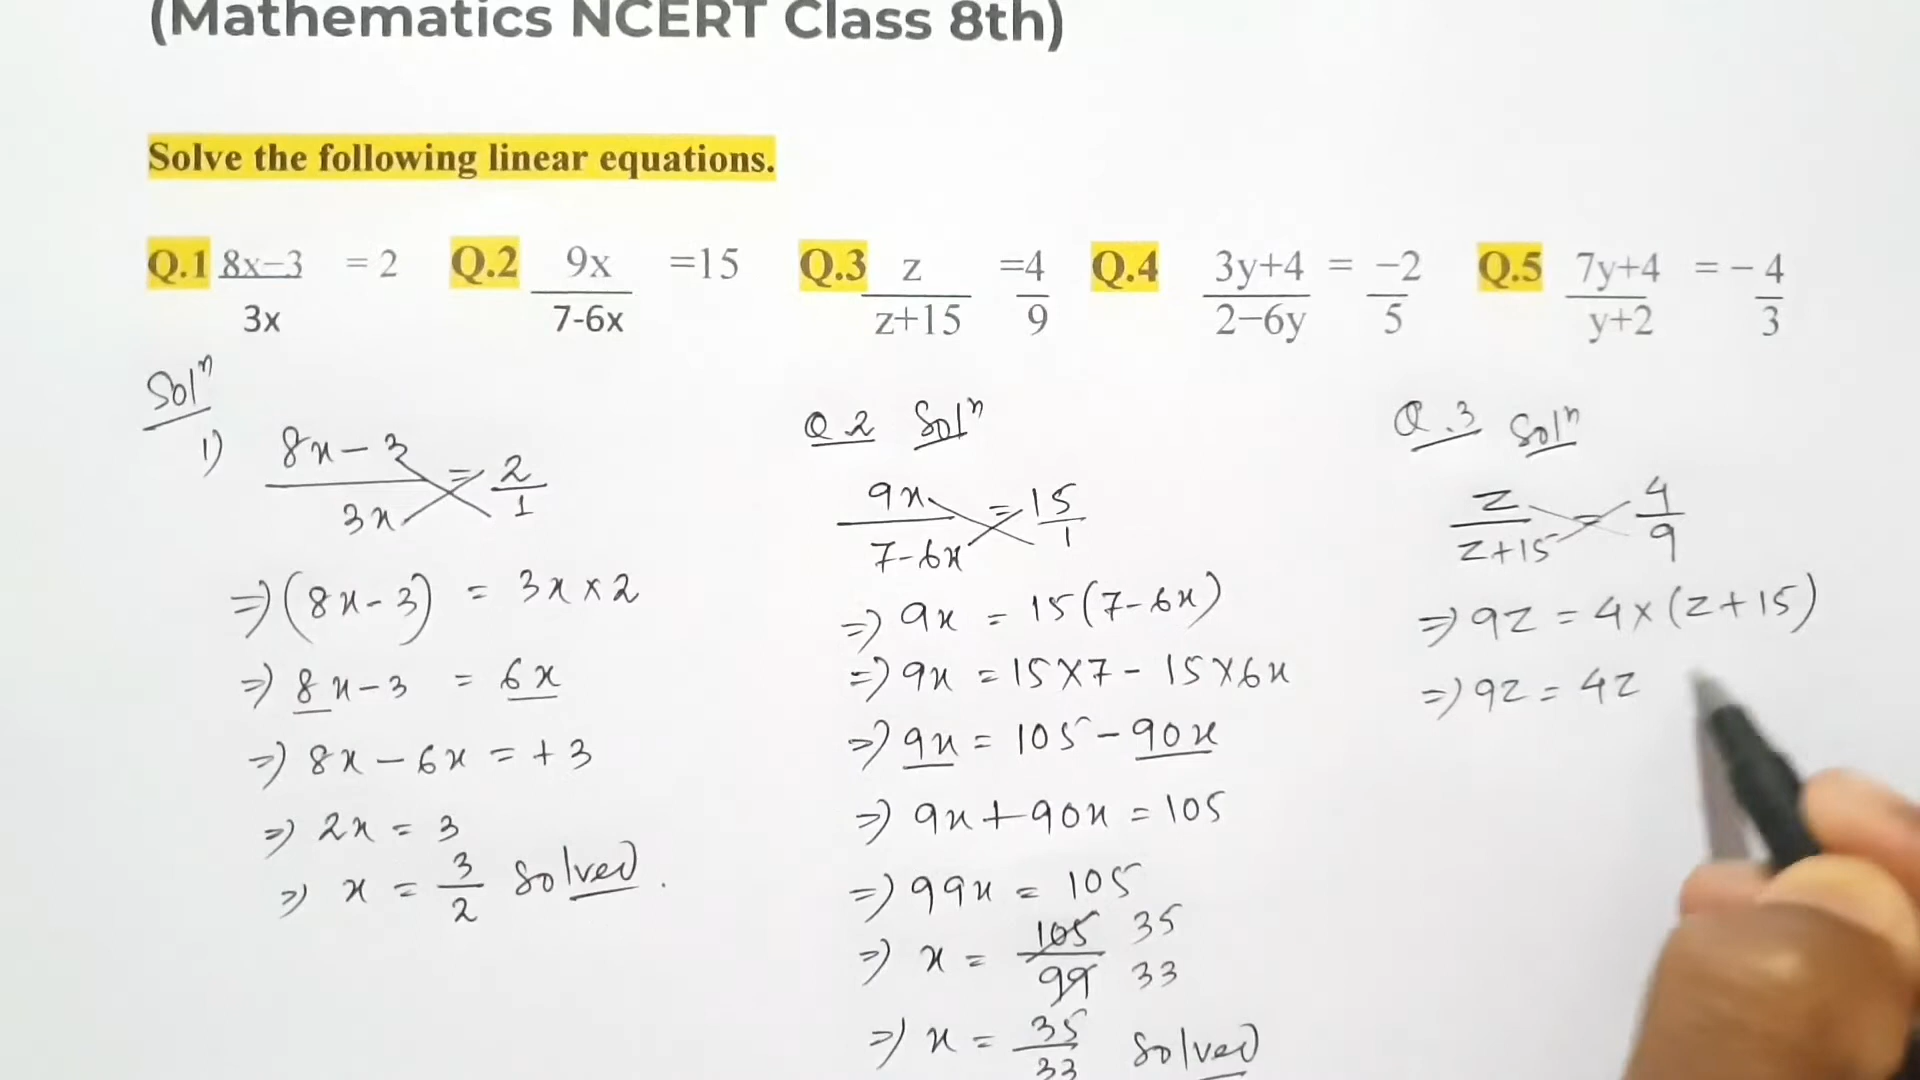 (Mathematics NCERT Class 8th)
Solve the following linear equations.
Q.1 8x−3 = 2 Q.2 9x =15 Q.3 z =4 Q.4 3y+4 = −2 Q.5 7y+4 = − 4
3x 7-6x z+15 9 2−6y 5 y+2 3
Solⁿ
1) 8x − 3 = 2
3x 1
⇒ (8x - 3) = 3x × 2
⇒ 8x - 3 = 6x
⇒ 8x − 6x = + 3
⇒ 2x = 3
⇒ x = 3 Solved.
2
Q.2 Solⁿ
9x = 15
7-6x 1
⇒ 9x = 15(7-6x)
⇒ 9x = 15×7 - 15×6x
⇒ 9x = 105 - 90x
⇒ 9x + 90x = 105
⇒ 99x = 105
⇒ x = 105 35
99 33
⇒ x = 35 Solved
33
Q.3 Solⁿ
z = 4
z+15 9
⇒ 9z = 4×(z+15)
⇒ 9z = 4z